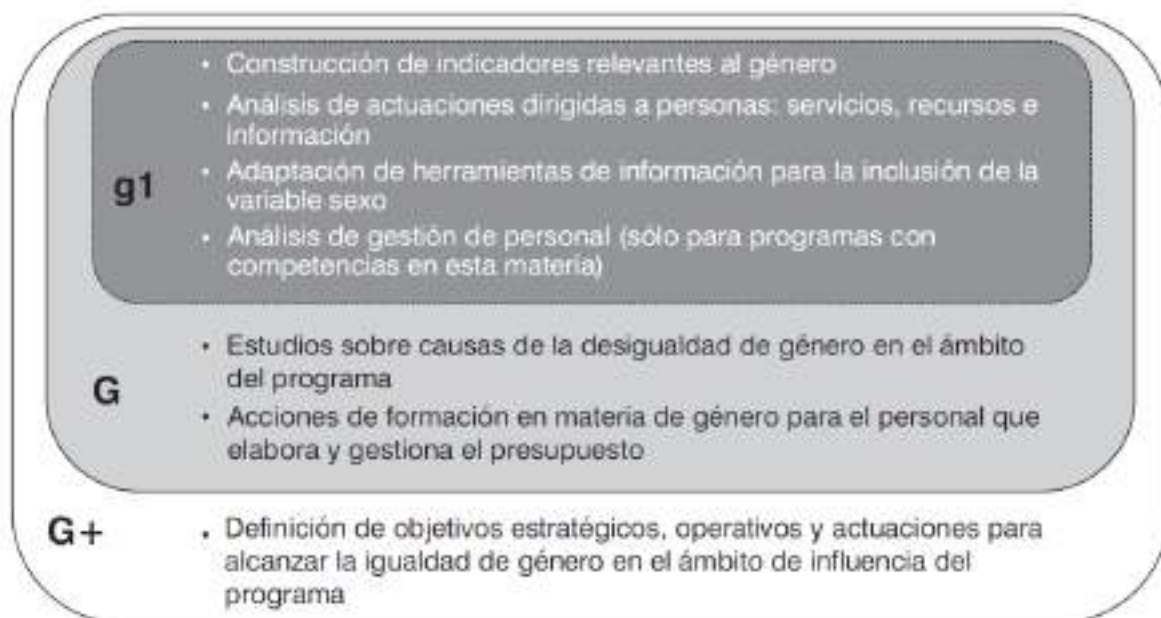 • Construcción de indicadores relevantes al género
• Análisis de actuaciones dirigidas a personas: servicios, recursos e
información
g1
• Adaptación de herramientas de información para la inclusión de la
variable sexo
• Análisis de gestión de personal (sólo para programas con
competencias en esta materia)
• Estudios sobre causas de la desigualdad de género en el ámbito
del programa
G
• Acciones de formación en materia de género para el personal que
elabora y gestiona el presupuesto
G+
• Definición de objetivos estratégicos, operativos y actuaciones para
alcanzar la igualdad de género en el ámbito de influencia del
programa